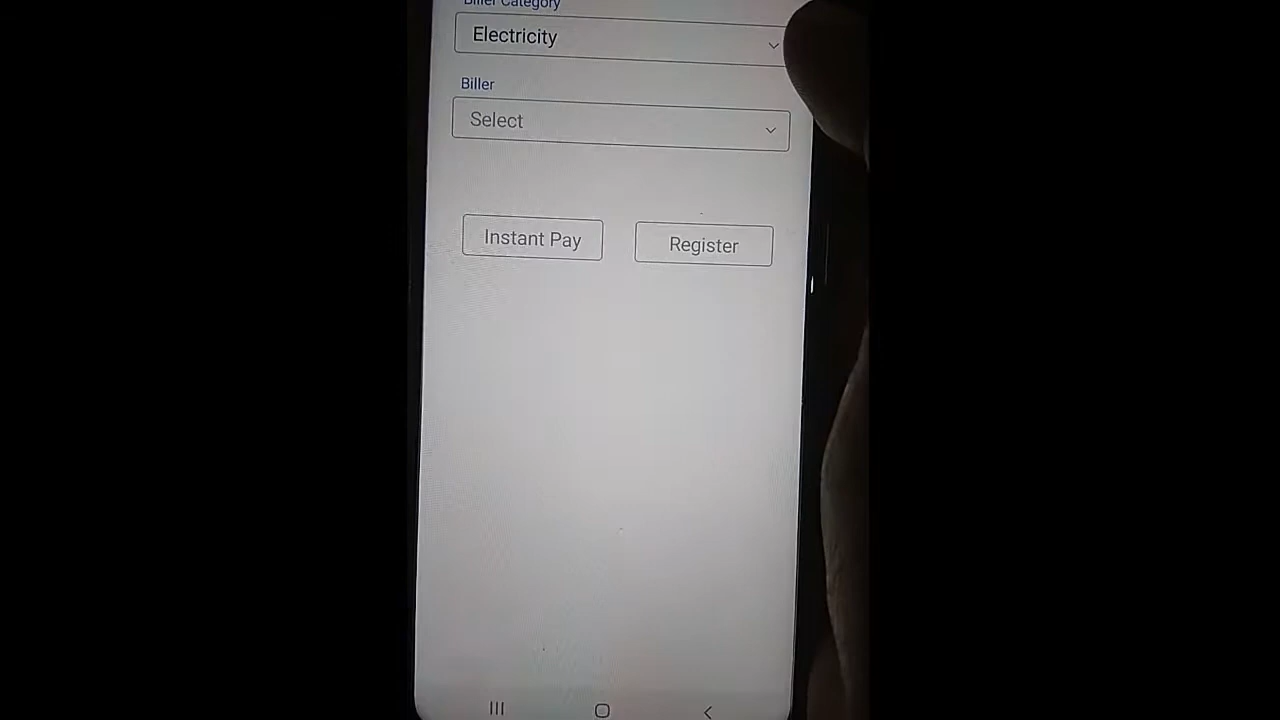 Biller Category
Electricity
Biller
Select
Instant Pay
Register